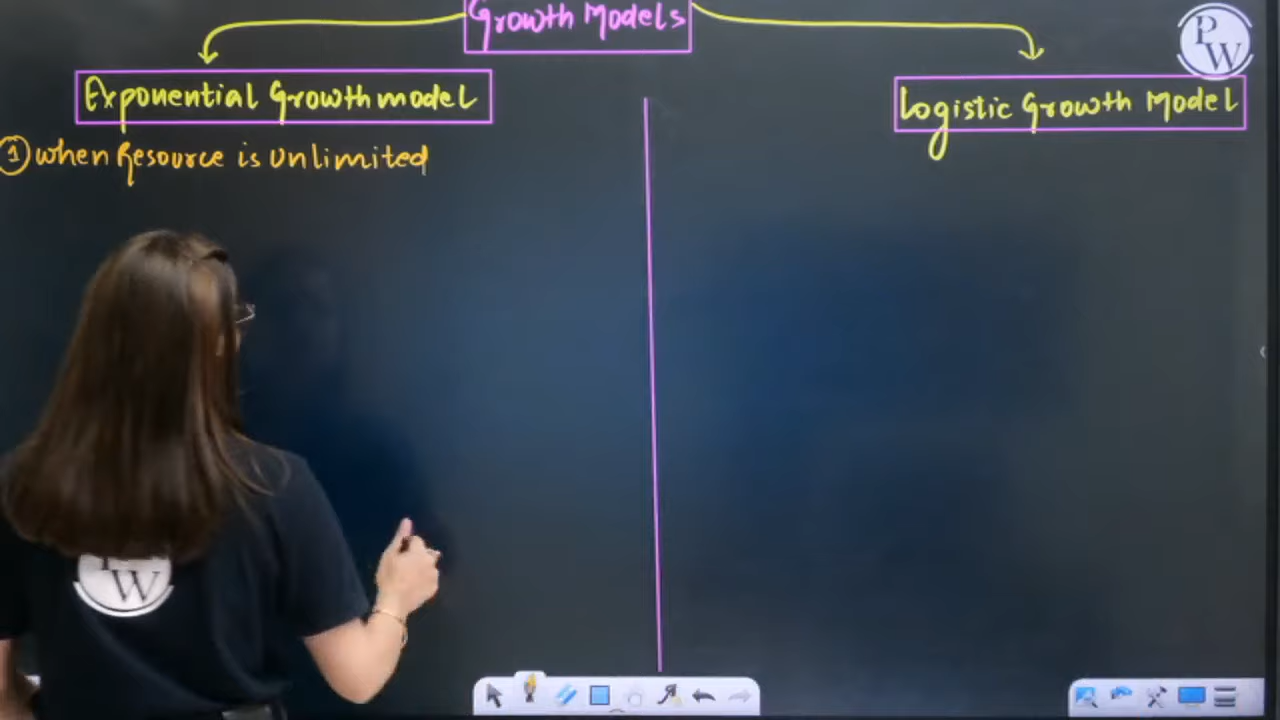 Growth Models
Exponential Growth model
Logistic Growth Model
① when Resource is Unlimited
PW
PW